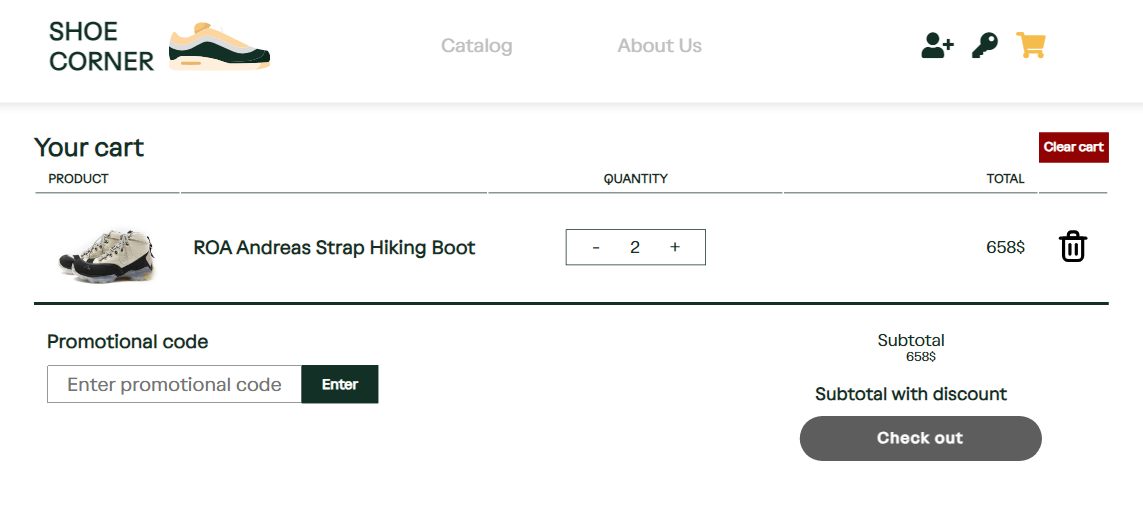 SHOE
CORNER
Catalog
About Us
Your cart
Clear cart
PRODUCT
QUANTITY
TOTAL
ROA Andreas Strap Hiking Boot
- 2 +
658$
Promotional code
Enter promotional code
Enter
Subtotal
658$
Subtotal with discount
Check out